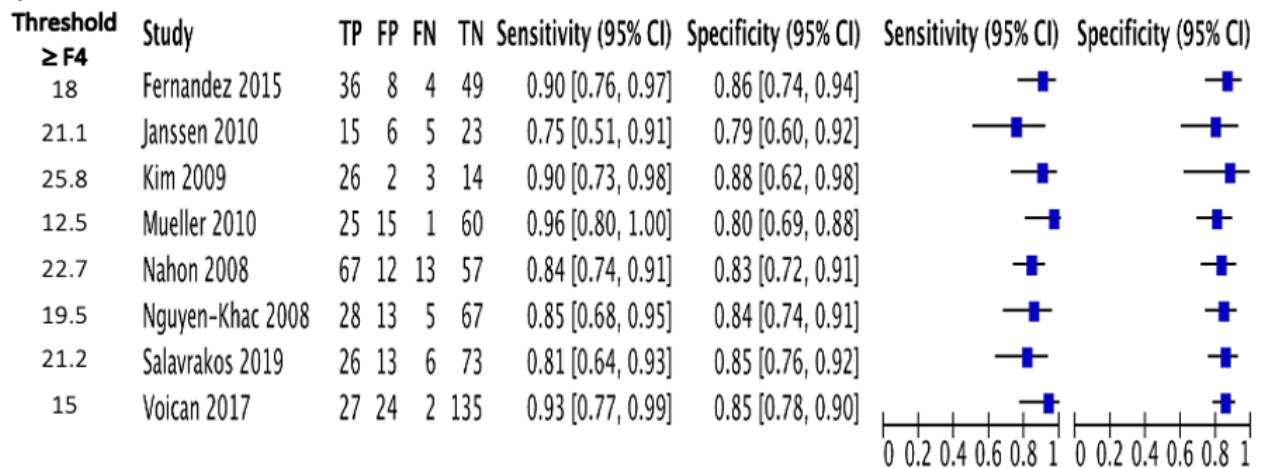 Threshold
≥ F4
Study TP FP FN TN Sensitivity (95% CI) Specificity (95% CI) Sensitivity (95% CI) Specificity (95% CI)
18 Fernandez 2015 36 8 4 49 0.90 [0.76, 0.97] 0.86 [0.74, 0.94]
21.1 Janssen 2010 15 6 5 23 0.75 [0.51, 0.91] 0.79 [0.60, 0.92]
25.8 Kim 2009 26 2 3 14 0.90 [0.73, 0.98] 0.88 [0.62, 0.98]
12.5 Mueller 2010 25 15 1 60 0.96 [0.80, 1.00] 0.80 [0.69, 0.88]
22.7 Nahon 2008 67 12 13 57 0.84 [0.74, 0.91] 0.83 [0.72, 0.91]
19.5 Nguyen-Khac 2008 28 13 5 67 0.85 [0.68, 0.95] 0.84 [0.74, 0.91]
21.2 Salavrakos 2019 26 13 6 73 0.81 [0.64, 0.93] 0.85 [0.76, 0.92]
15 Voican 2017 27 24 2 135 0.93 [0.77, 0.99] 0.85 [0.78, 0.90]
0 0.2 0.4 0.6 0.8 1 0 0.2 0.4 0.6 0.8 1